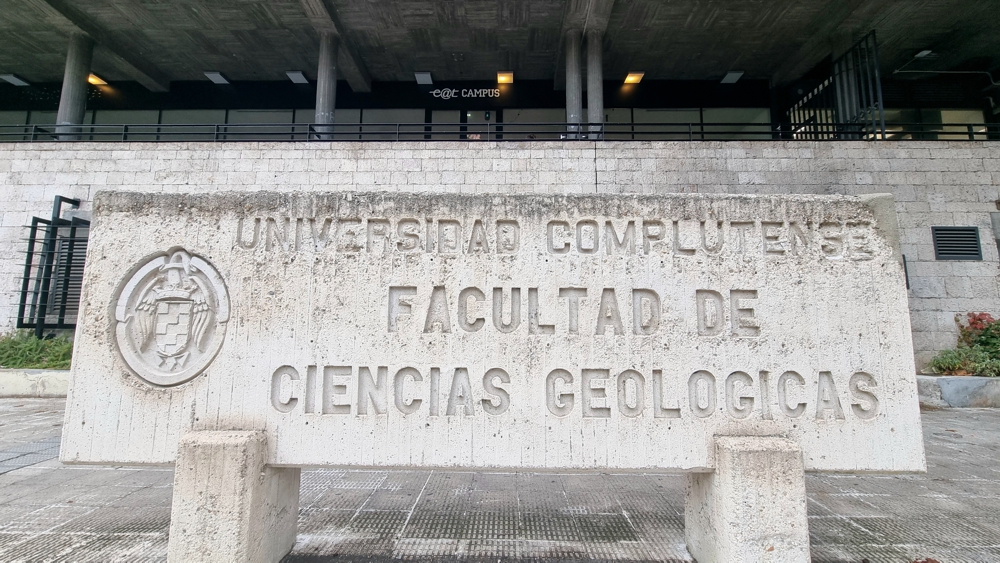 e@t CAMPUS
UNIVERSIDAD COMPLUTENSE
FACULTAD DE
CIENCIAS GEOLOGICAS